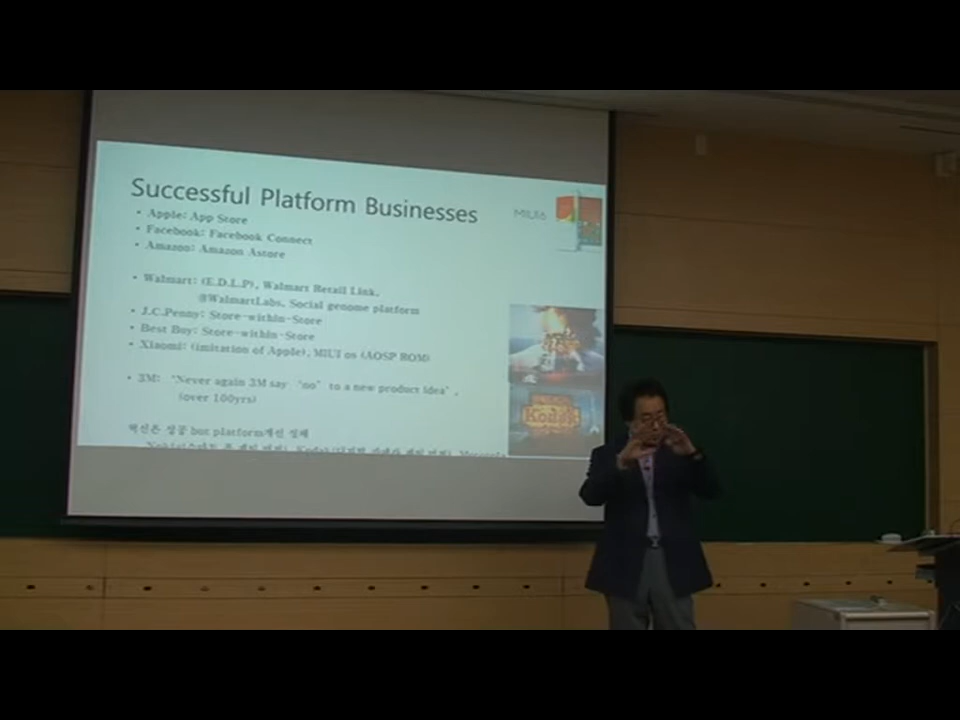 Successful Platform Businesses
MIUI6
• Apple: App Store
• Facebook: Facebook Connect
• Amazon: Amazon Astore
• Walmart: (E.D.L.P), Walmart Retail Link,
@WalmartLabs, Social genome platform
• J.C.Penny: Store-within-Store
• Best Boy: Store-within-Store
• Xiaomi: (imitation of Apple), MIUI os (AOSP ROM)
• 3M: “Never again 3M say ‘no’ to a new product idea”,
(over 100yrs)
혁신은 성공 but platform개선 실패
Kodak